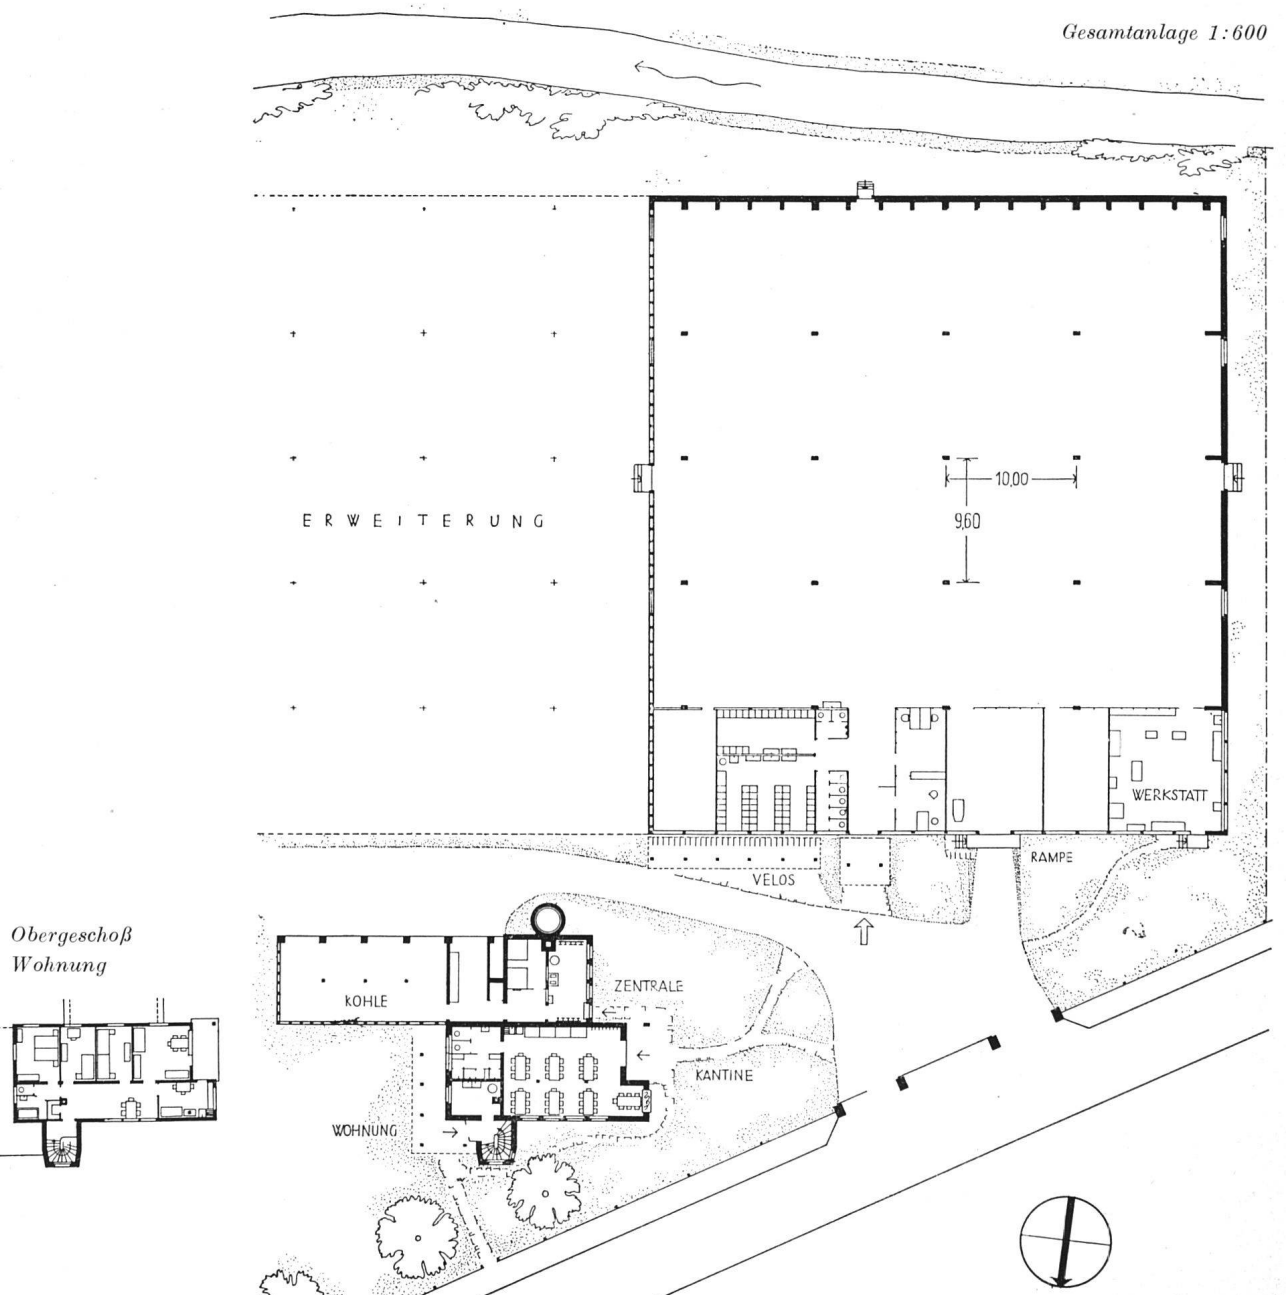 Gesamtanlage 1:600
10,00
9,60
ERWEITERUNG
WERKSTATT
RAMPE
VELOS
Obergeschoß
Wohnung
ZENTRALE
KOHLE
KANTINE
WOHNUNG